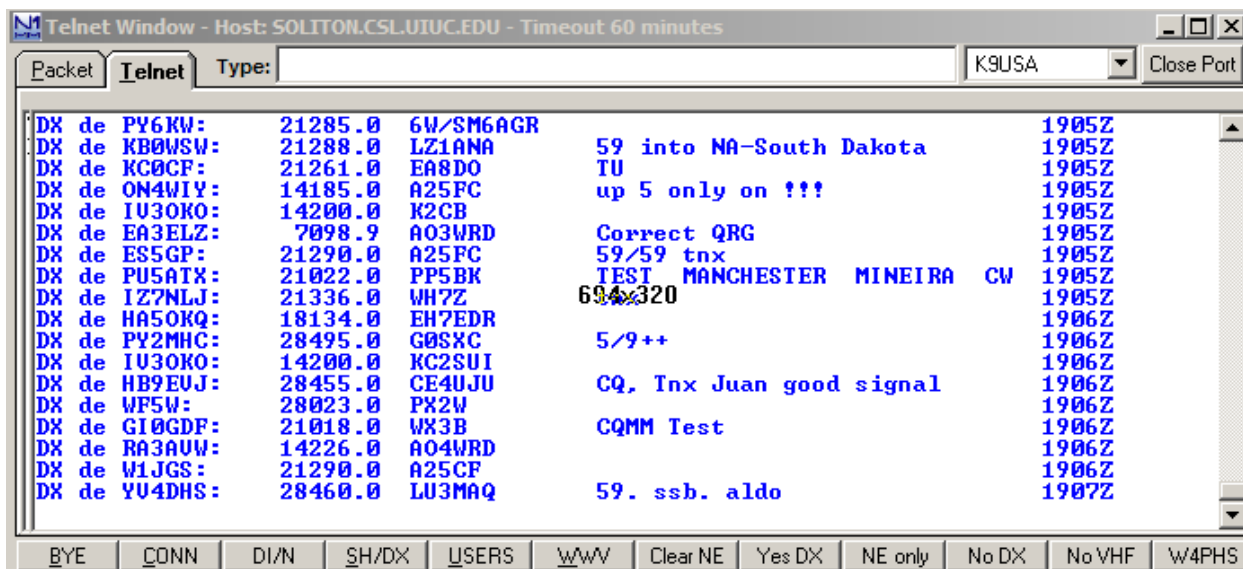 N1 Telnet Window - Host: SOLITON.CSL.UIUC.EDU - Timeout 60 minutes
Packet Telnet Type: K9USA Close Port
DX de PY6KW: 21285.0 6W/SM6AGR 1905Z
DX de KB0WSW: 21288.0 LZ1ANA 59 into NA-South Dakota 1905Z
DX de KC0CF: 21261.0 EA8DO TU 1905Z
DX de ON4WIY: 14185.0 A25FC up 5 only on !!! 1905Z
DX de IV3OKO: 14200.0 K2CB 1905Z
DX de EA3ELZ: 7098.9 AO3WRD Correct QRG 1905Z
DX de ES5GP: 21290.0 A25FC 59/59 tnx 1905Z
DX de PU5ATX: 21022.0 PP5BK TEST MANCHESTER MINEIRA CW 1905Z
DX de IZ7NLJ: 21336.0 WH7Z 694x320 1905Z
DX de HA5OKQ: 18134.0 EH7EDR 1906Z
DX de PY2MHC: 28495.0 G0SXC 5/9++ 1906Z
DX de IV3OKO: 14200.0 KC2SUI 1906Z
DX de HB9EVJ: 28455.0 CE4UJU CQ, Tnx Juan good signal 1906Z
DX de WF5W: 28023.0 PX2W 1906Z
DX de GI0GDF: 21018.0 WX3B CQMM Test 1906Z
DX de RA3AVW: 14226.0 AO4WRD 1906Z
DX de W1JGS: 21290.0 A25CF 1906Z
DX de YV4DHS: 28460.0 LU3MAQ 59. ssb. aldo 1907Z
BYE CONN DI/N SH/DX USERS WWV Clear NE Yes DX NE only No DX No VHF W4PHS